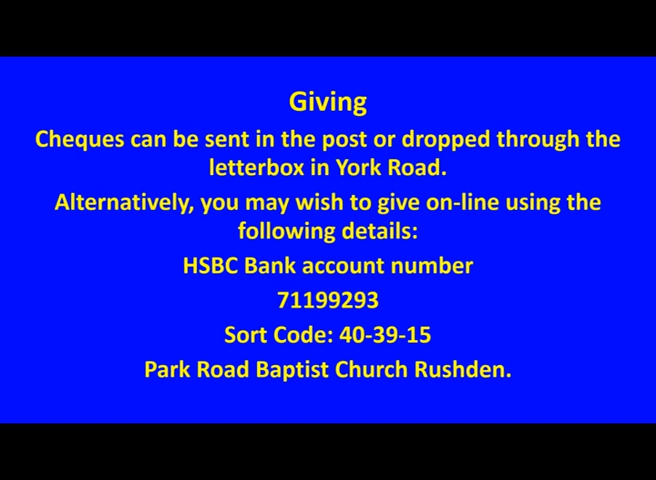 Giving
Cheques can be sent in the post or dropped through the
letterbox in York Road.
Alternatively, you may wish to give on-line using the
following details:
HSBC Bank account number
71199293
Sort Code: 40-39-15
Park Road Baptist Church Rushden.